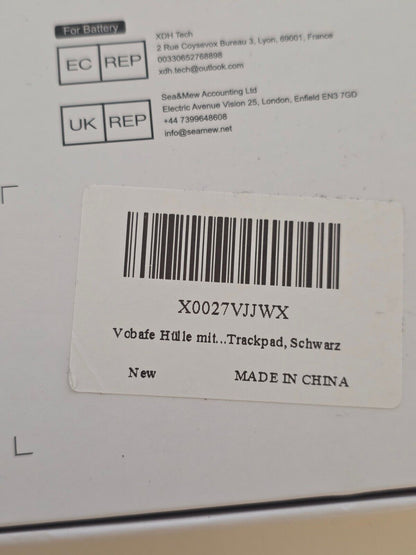 For Battery
EC REP
XDH Tech
2 Rue Coysevox Bureau 3, Lyon, 69001, France
00330652768898
xdh.tech@outlook.com
UK REP
Sea&Mew Accounting Ltd
Electric Avenue Vision 25, London, Enfield EN3 7GD
+44 7399648608
info@seamew.net
X0027VJJWX
Vobafe Hülle mit...Trackpad, Schwarz
New MADE IN CHINA